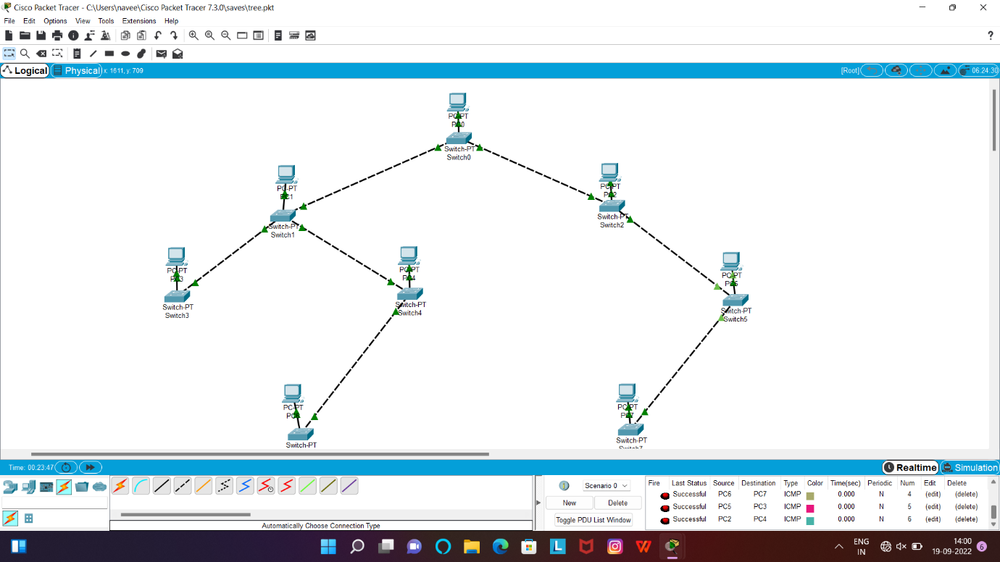 Cisco Packet Tracer - C:\Users\navee\Cisco Packet Tracer 7.3.0\saves\tree.pkt
File Edit Options View Tools Extensions Help
?
Logical Physical x: 1611, y: 709 [Root] 06:24:30
PC-PT
PC0
Switch-PT
Switch0
PC-PT
PC1
Switch-PT
Switch1
PC-PT
PC2
Switch-PT
Switch2
PC-PT
PC3
Switch-PT
Switch3
PC-PT
PC4
Switch-PT
Switch4
PC-PT
PC5
Switch-PT
Switch5
PC-PT
PC6
Switch-PT
PC-PT
PC7
Switch-PT
Switch7
Time: 00:23:47 Realtime Simulation
Automatically Choose Connection Type
Scenario 0
New Delete
Toggle PDU List Window
Fire Last Status Source Destination Type Color Time(sec) Periodic Num Edit Delete
Successful PC6 PC7 ICMP 0.000 N 4 (edit) (delete)
Successful PC5 PC3 ICMP 0.000 N 5 (edit) (delete)
Successful PC2 PC4 ICMP 0.000 N 6 (edit) (delete)
L
ENG
IN
14:00
19-09-2022
6